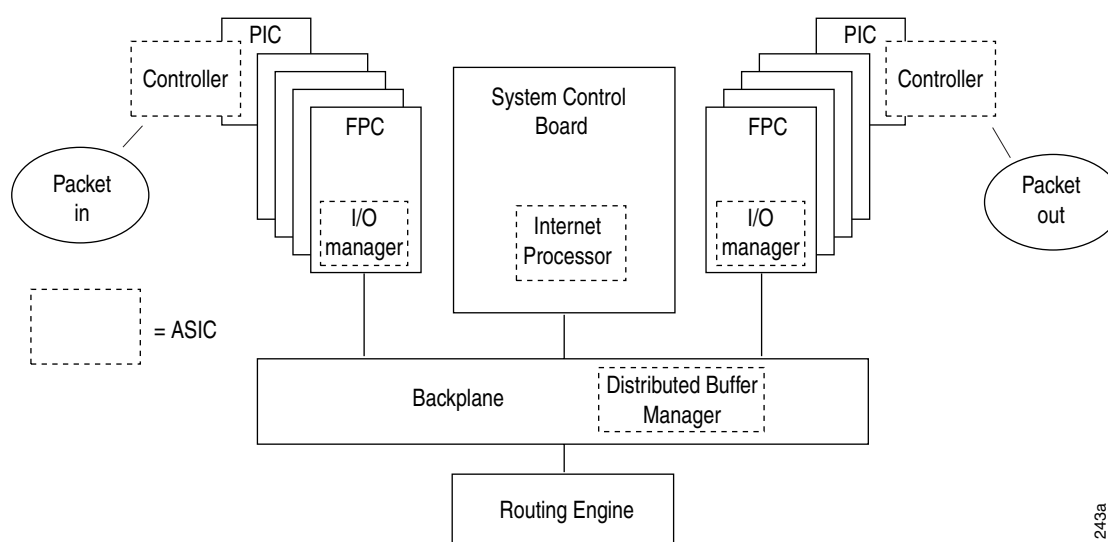 PIC
Controller
FPC
Packet
in
I/O
manager
System Control
Board
Internet
Processor
PIC
Controller
FPC
I/O
manager
Packet
out
= ASIC
Backplane
Distributed Buffer
Manager
Routing Engine
243a